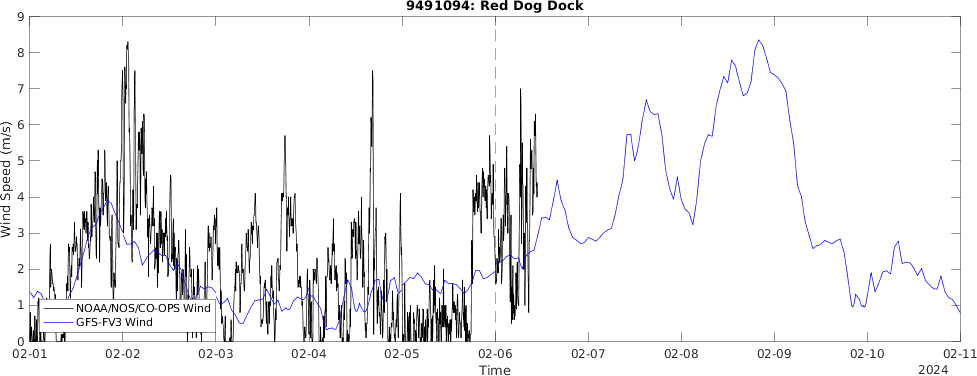 9491094: Red Dog Dock
Wind Speed (m/s)
9
8
7
6
5
4
3
2
1
0
NOAA/NOS/CO-OPS Wind
GFS-FV3 Wind
02-01 02-02 02-03 02-04 02-05 02-06 02-07 02-08 02-09 02-10 02-11
Time
2024